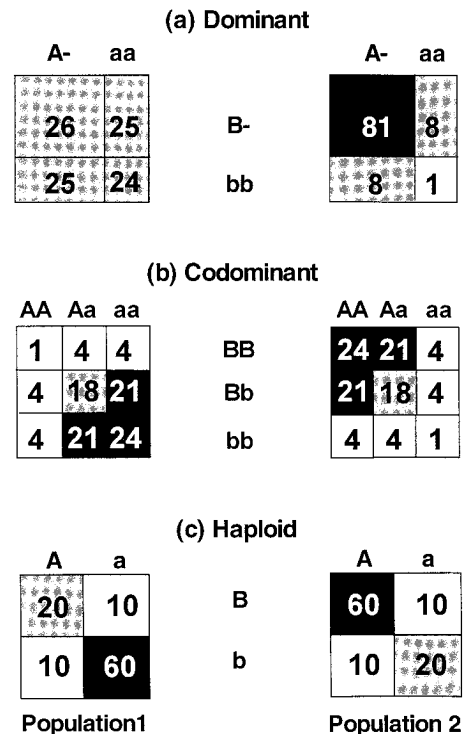 (a) Dominant
A- aa A- aa
26 25 B- 81 8
25 24 bb 8 1
(b) Codominant
AA Aa aa AA Aa aa
1 4 4 BB 24 21 4
4 18 21 Bb 21 18 4
4 21 24 bb 4 4 1
(c) Haploid
A a A a
20 10 B 60 10
10 60 b 10 20
Population1 Population 2